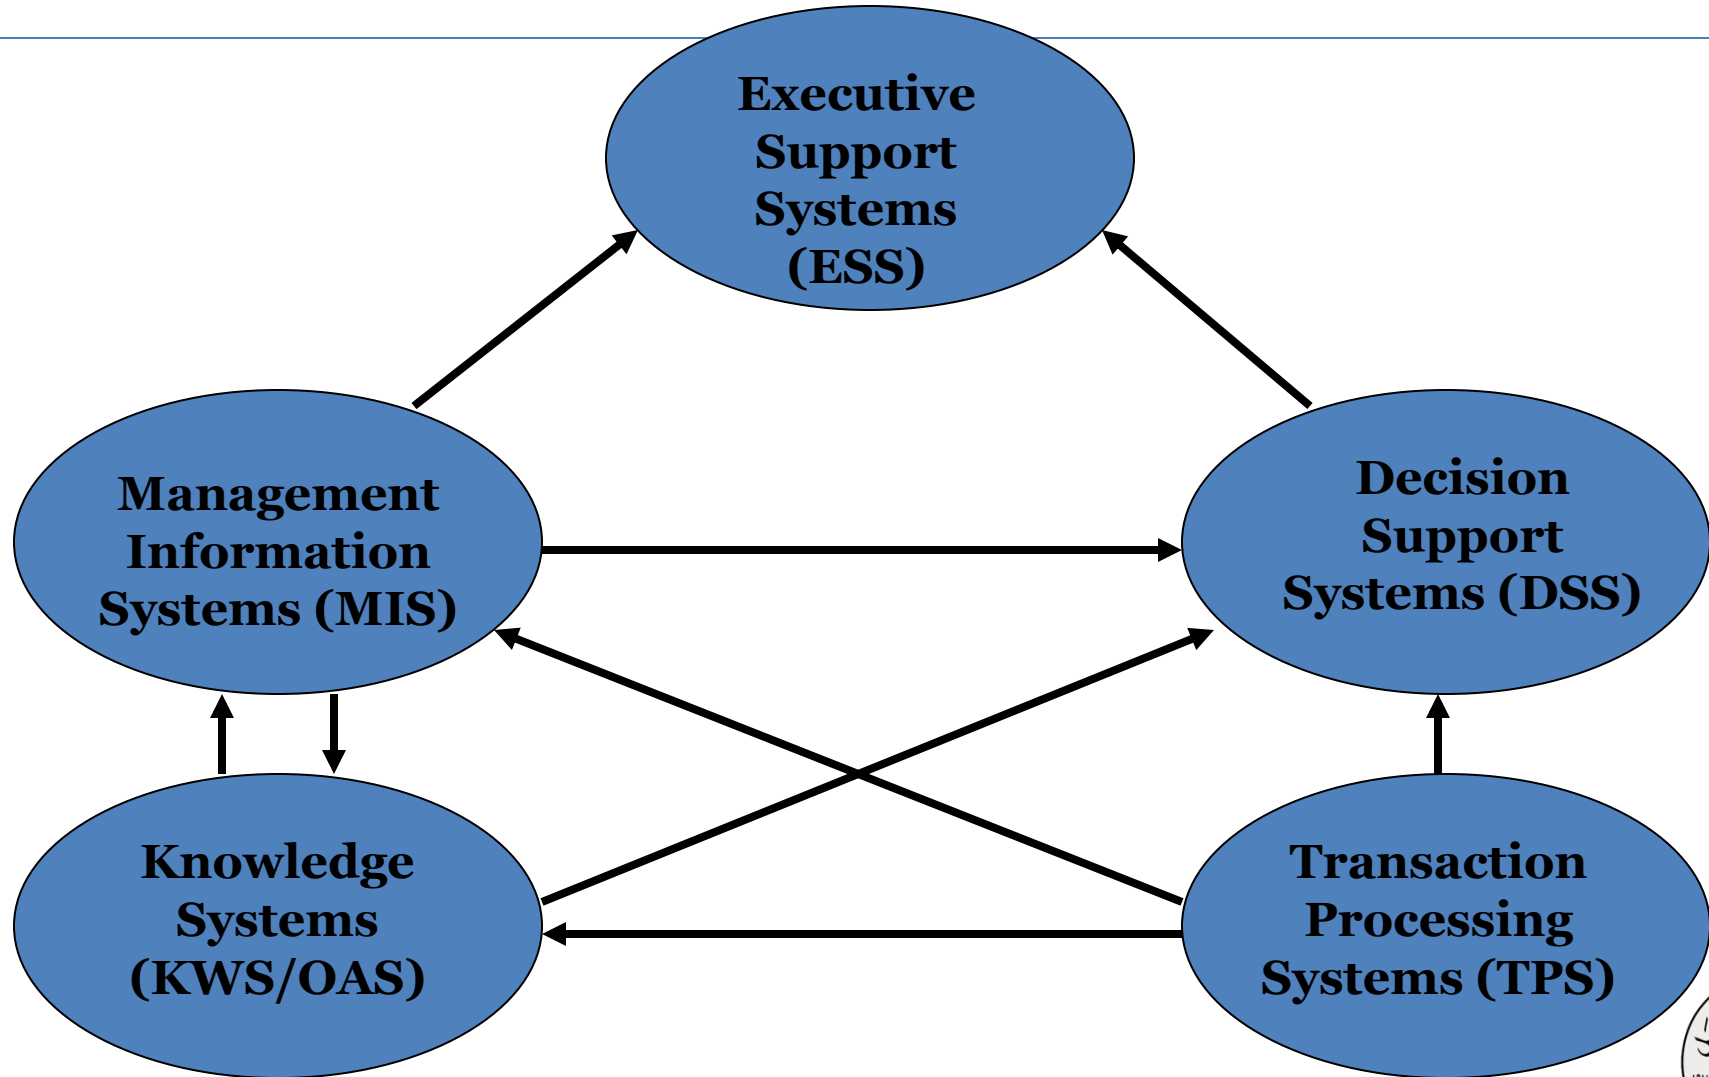 Executive
Support
Systems
(ESS)
Management
Information
Systems (MIS)
Decision
Support
Systems (DSS)
Knowledge
Systems
(KWS/OAS)
Transaction
Processing
Systems (TPS)